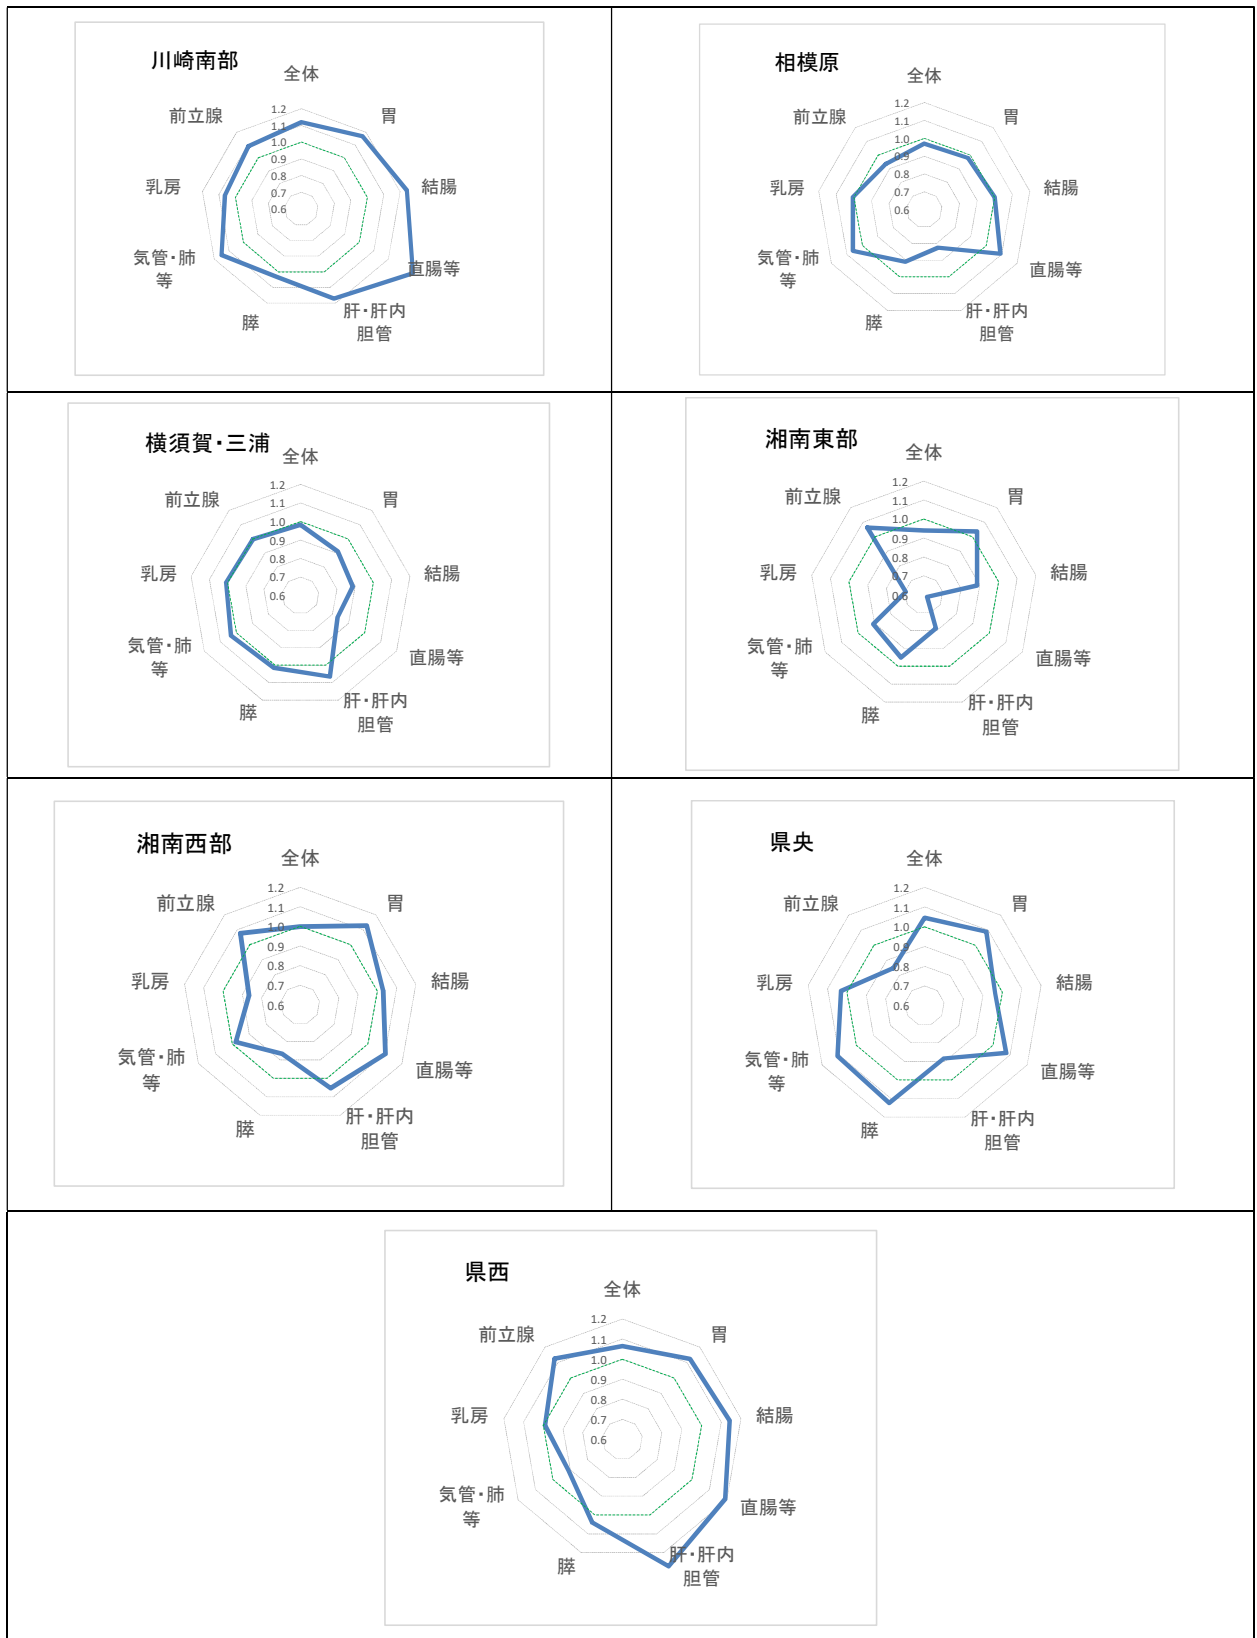 川崎南部
全体
胃
結腸
直腸等
肝・肝内
胆管
膵
気管・肺
等
乳房
前立腺
1.2
1.1
1.0
0.9
0.8
0.7
0.6
相模原
全体
胃
結腸
直腸等
肝・肝内
胆管
膵
気管・肺
等
乳房
前立腺
1.2
1.1
1.0
0.9
0.8
0.7
0.6
横須賀・三浦
全体
胃
結腸
直腸等
肝・肝内
胆管
膵
気管・肺
等
乳房
前立腺
1.2
1.1
1.0
0.9
0.8
0.7
0.6
湘南東部
全体
胃
結腸
直腸等
肝・肝内
胆管
膵
気管・肺
等
乳房
前立腺
1.2
1.1
1.0
0.9
0.8
0.7
0.6
湘南西部
全体
胃
結腸
直腸等
肝・肝内
胆管
膵
気管・肺
等
乳房
前立腺
1.2
1.1
1.0
0.9
0.8
0.7
0.6
県央
全体
胃
結腸
直腸等
肝・肝内
胆管
膵
気管・肺
等
乳房
前立腺
1.2
1.1
1.0
0.9
0.8
0.7
0.6
県西
全体
胃
結腸
直腸等
肝・肝内
胆管
膵
気管・肺
等
乳房
前立腺
1.2
1.1
1.0
0.9
0.8
0.7
0.6